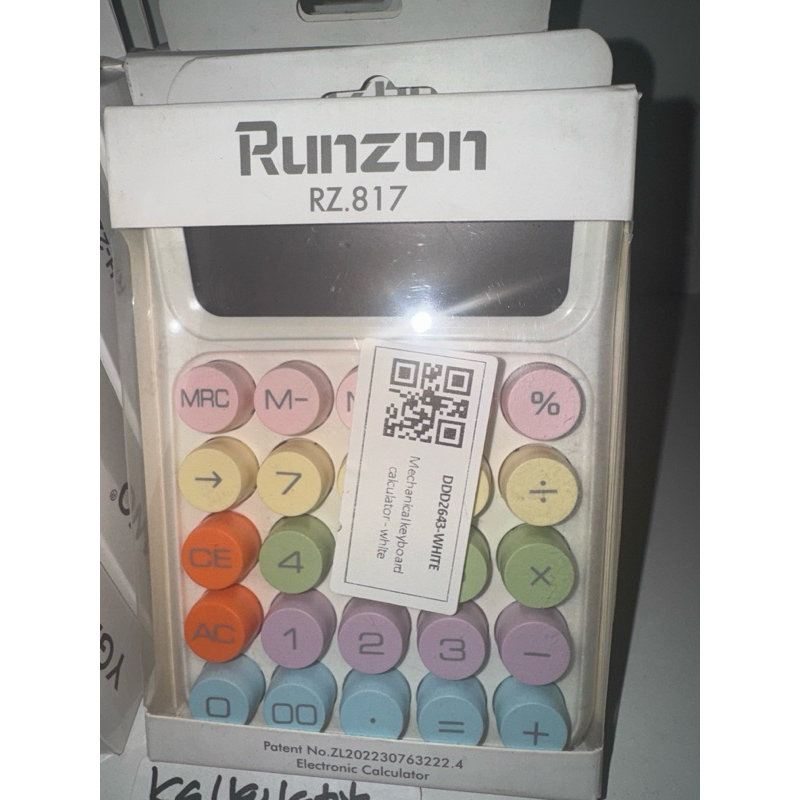 Runzon
RZ.817
MRC M- %
→ 7 ÷
CE 4 ×
AC 1 2 3 −
0 00 . = +
DDD2643-WHITE
Mechanical keyboard
calculator - white
Patent No.ZL202230763222.4
Electronic Calculator